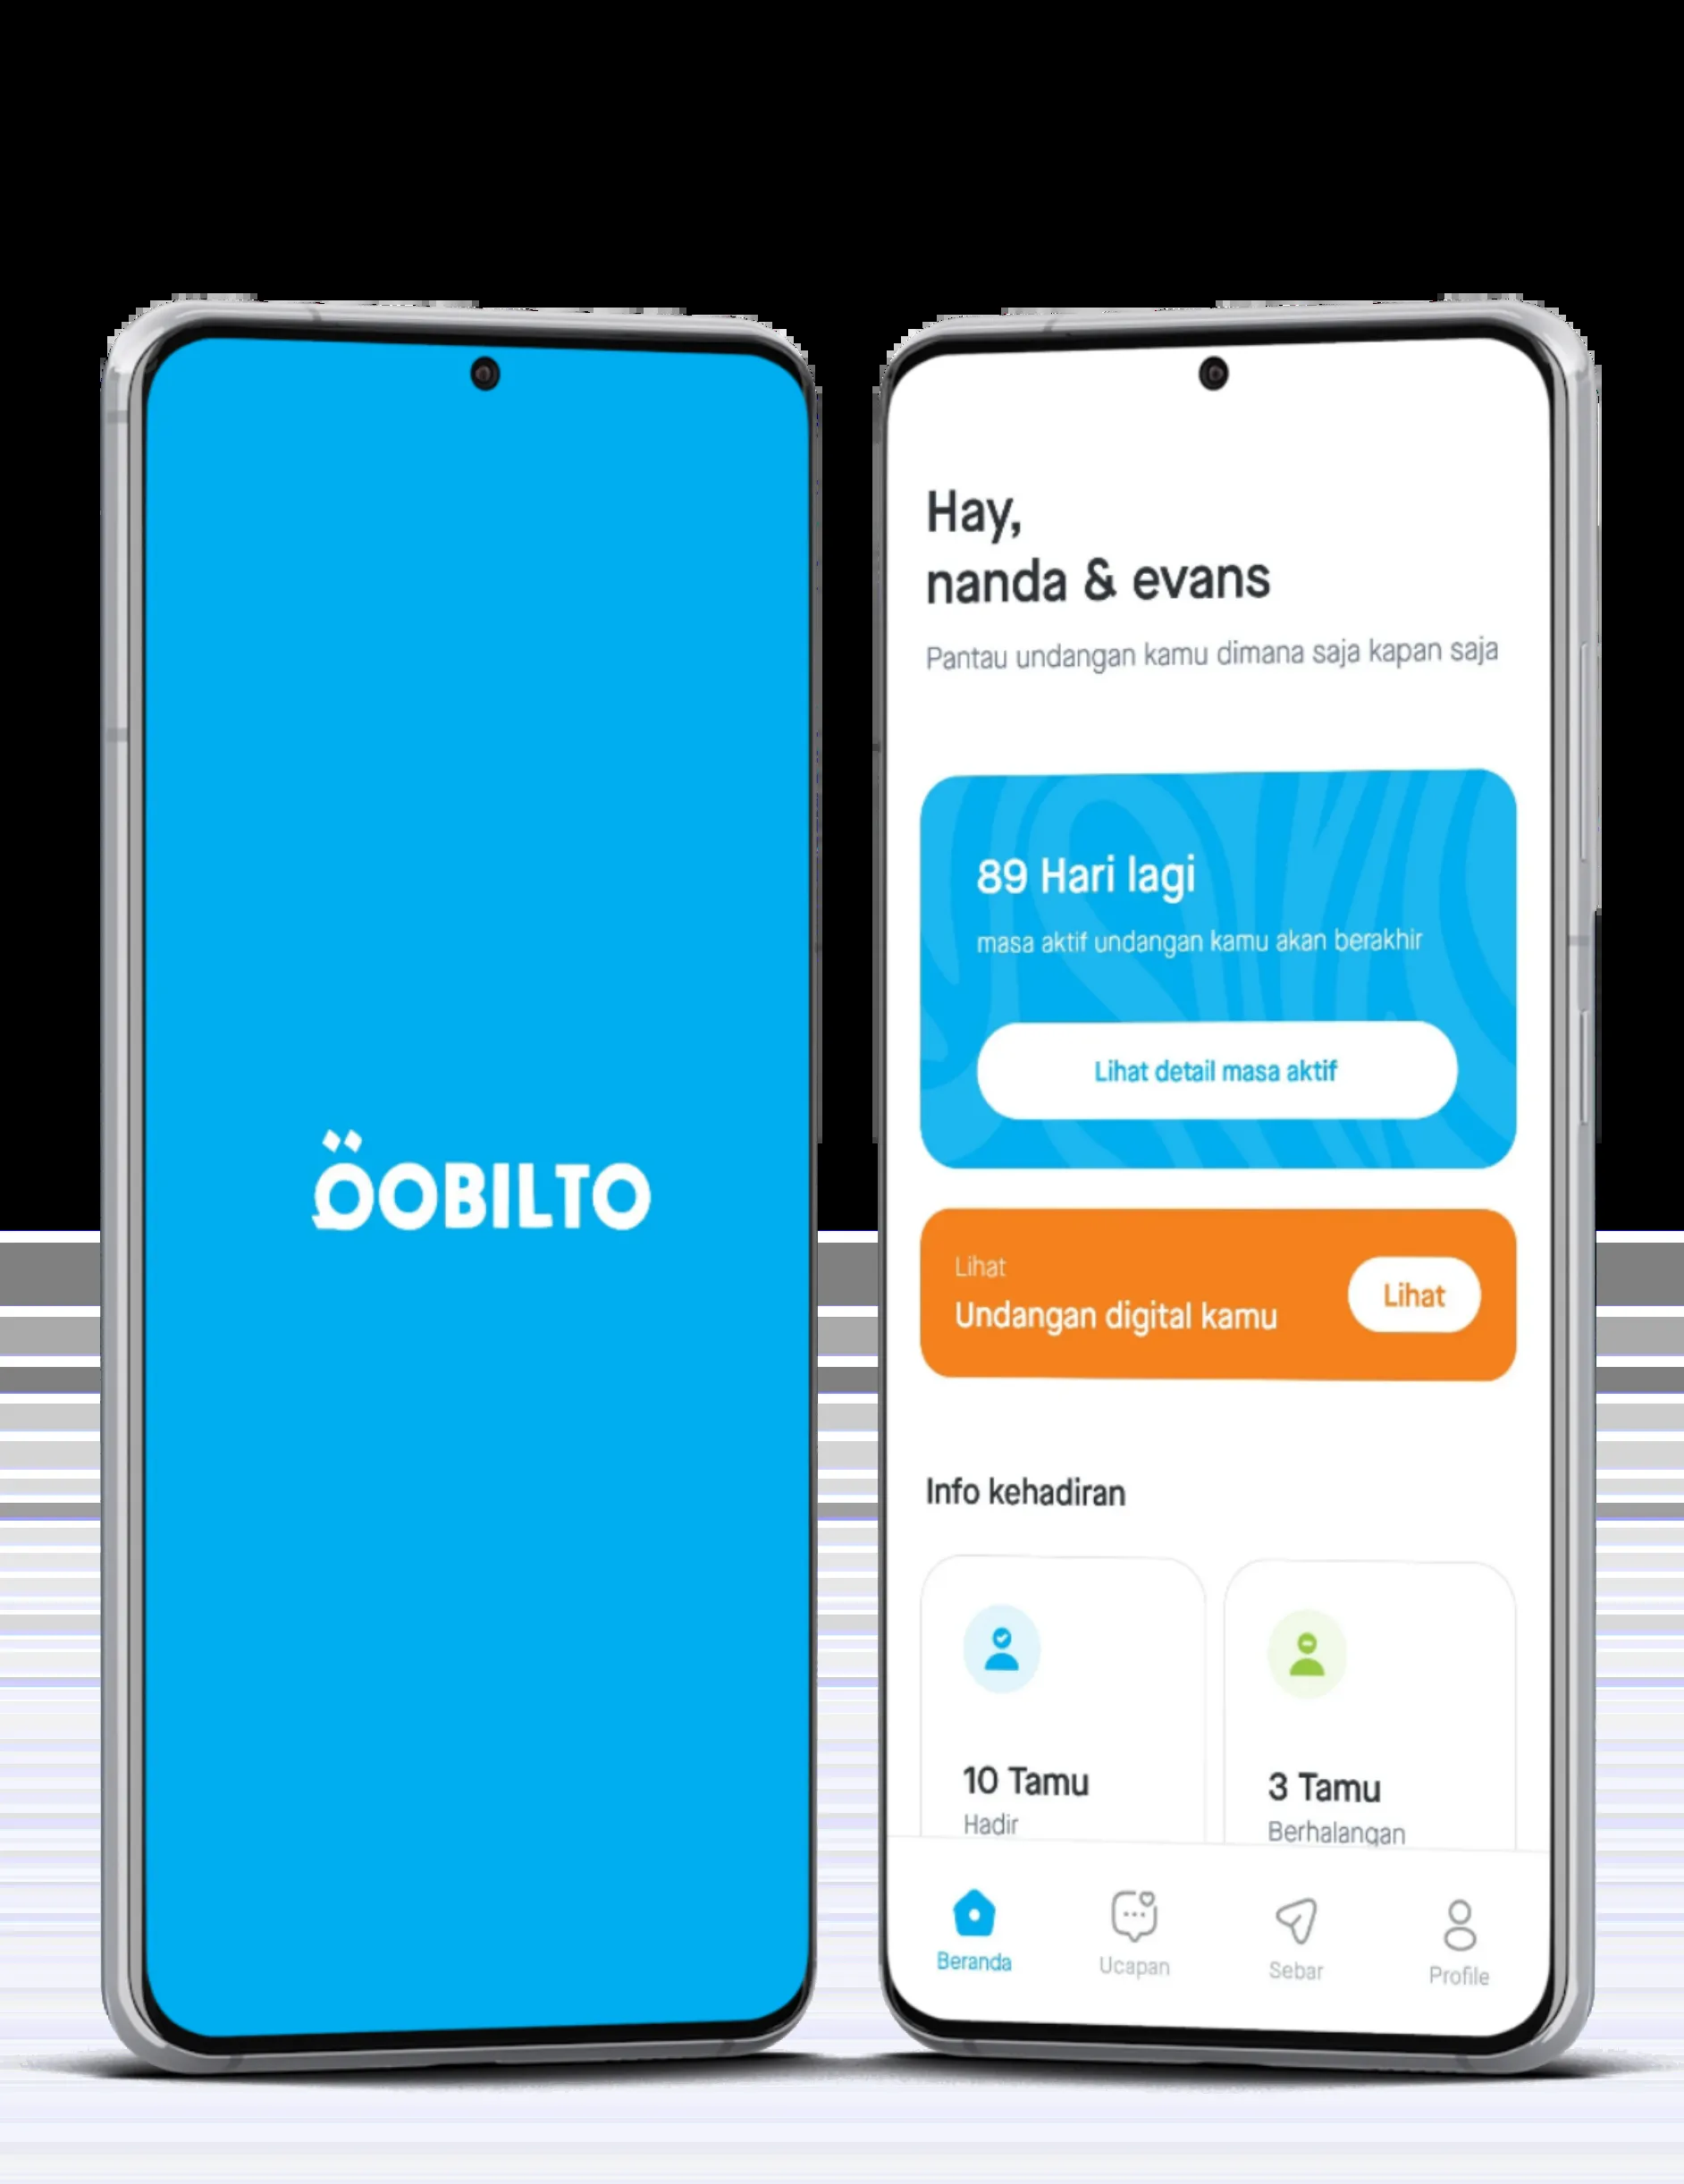 QOBILTO
Hay,
nanda & evans
Pantau undangan kamu dimana saja kapan saja
89 Hari lagi
masa aktif undangan kamu akan berakhir
Lihat detail masa aktif
Lihat
Undangan digital kamu
Lihat
Info kehadiran
10 Tamu
Hadir
3 Tamu
Berhalangan
Beranda
Ucapan
Sebar
Profile